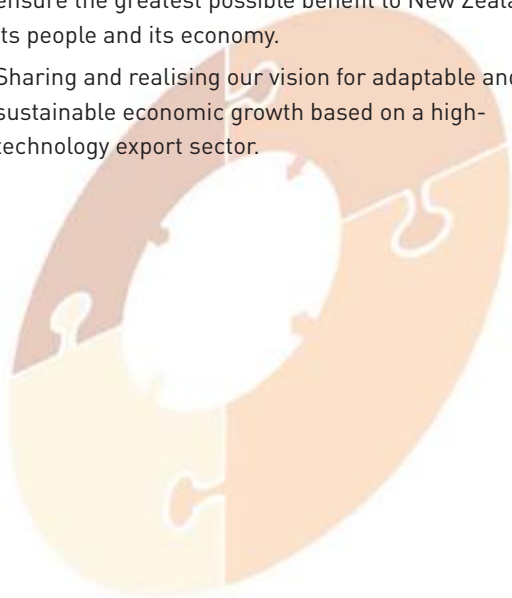 ensure the greatest possible benefit to New Zeala
its people and its economy.
Sharing and realising our vision for adaptable and
sustainable economic growth based on a high-
technology export sector.